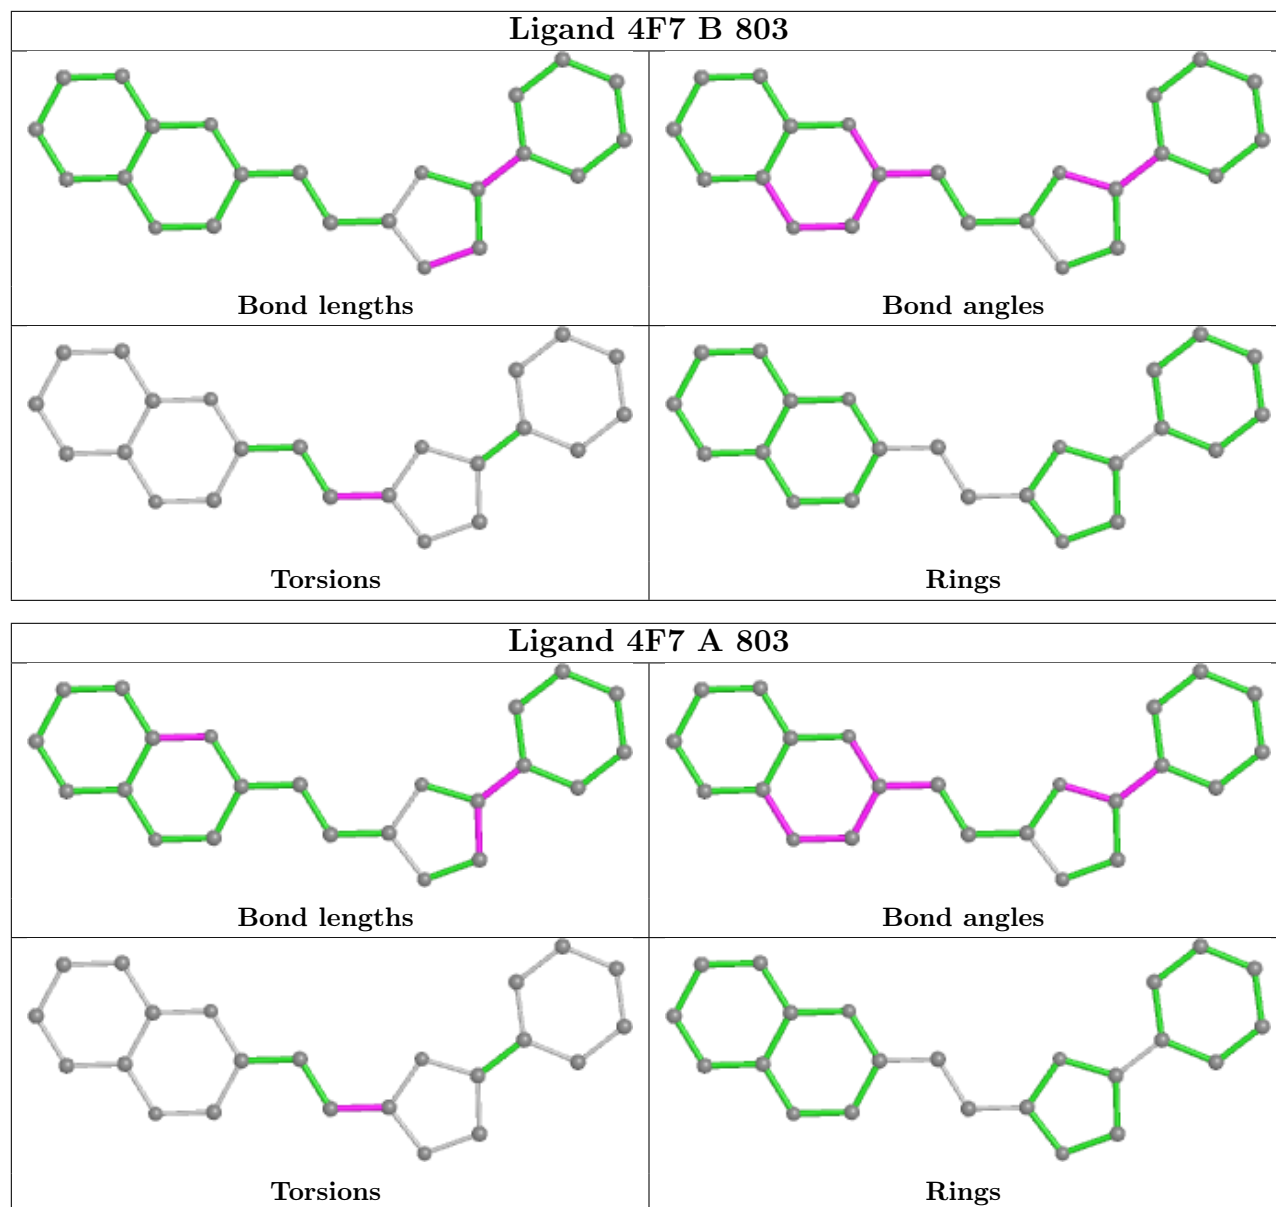 Ligand 4F7 B 803
Bond lengths
Bond angles
Torsions
Rings
Ligand 4F7 A 803
Bond lengths
Bond angles
Torsions
Rings